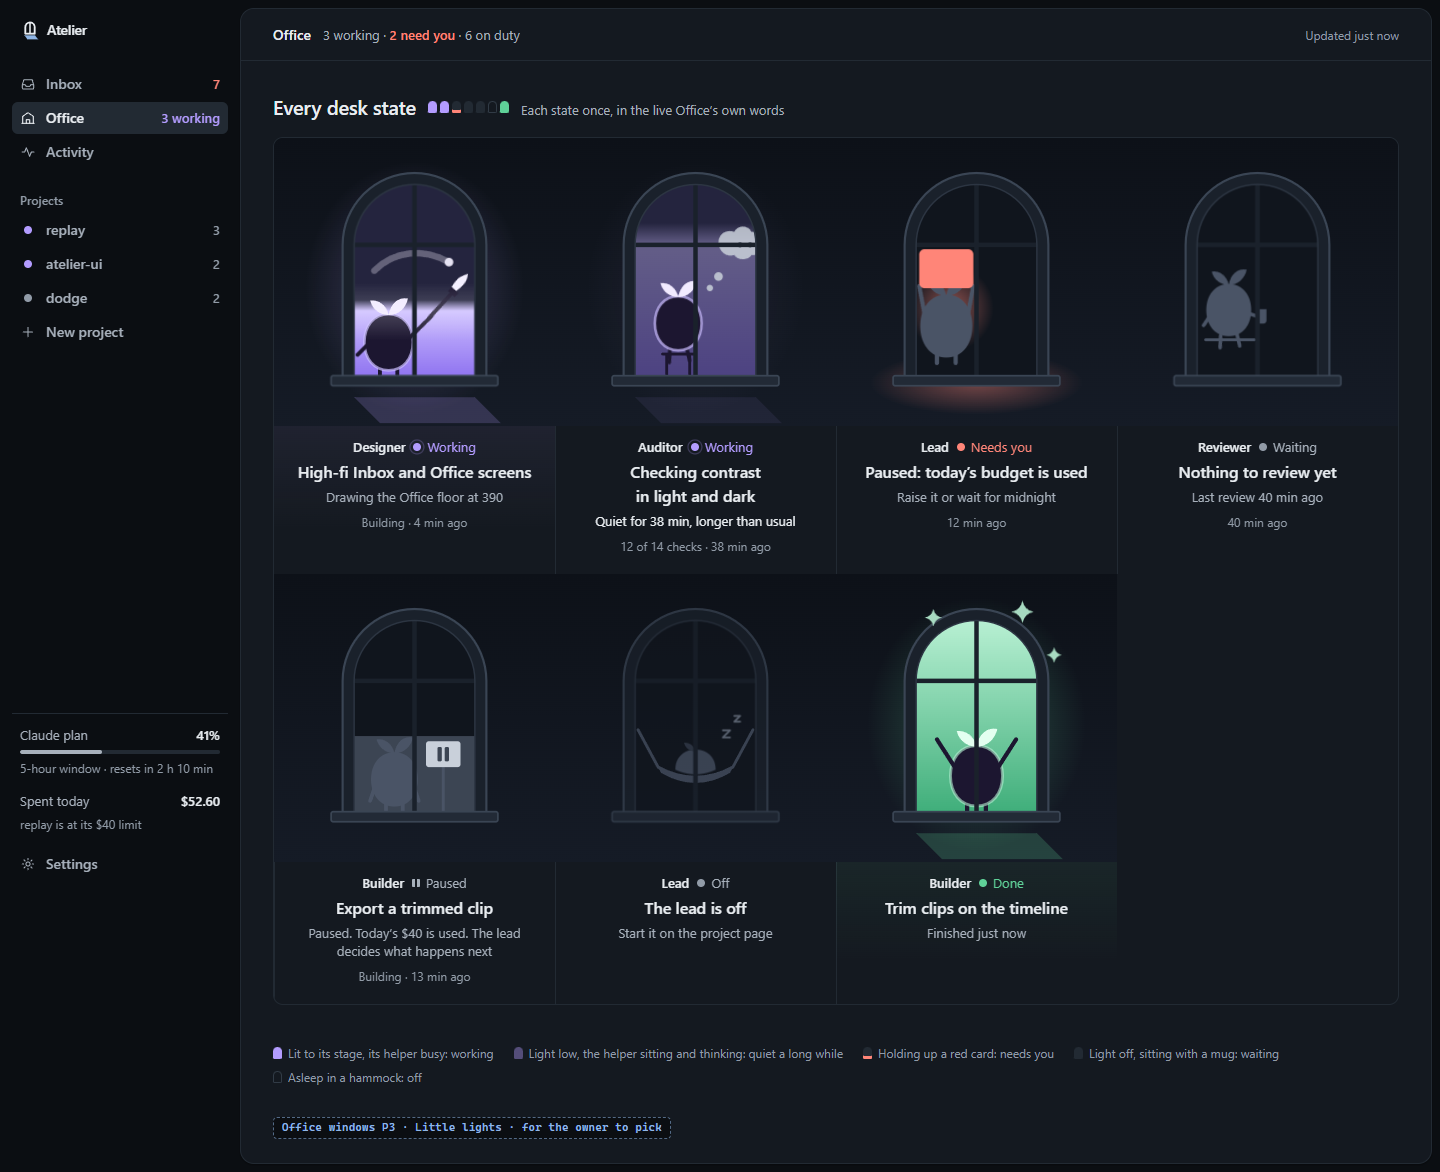 Atelier
Inbox 7
Office 3 working
Activity
Projects
replay 3
atelier-ui 2
dodge 2
New project
Claude plan 41%
5-hour window · resets in 2 h 10 min
Spent today $52.60
replay is at its $40 limit
Settings
Office 3 working · 2 need you · 6 on duty
Updated just now
Every desk state
Each state once, in the live Office's own words
Designer Working
High-fi Inbox and Office screens
Drawing the Office floor at 390
Building · 4 min ago
Auditor Working
Checking contrast
in light and dark
Quiet for 38 min, longer than usual
12 of 14 checks · 38 min ago
Lead Needs you
Paused: today's budget is used
Raise it or wait for midnight
12 min ago
Reviewer Waiting
Nothing to review yet
Last review 40 min ago
40 min ago
z
z
Builder Paused
Export a trimmed clip
Paused. Today's $40 is used. The lead
decides what happens next
Building · 13 min ago
Lead Off
The lead is off
Start it on the project page
Builder Done
Trim clips on the timeline
Finished just now
Lit to its stage, its helper busy: working
Light low, the helper sitting and thinking: quiet a long while
Holding up a red card: needs you
Light off, sitting with a mug: waiting
Asleep in a hammock: off
Office windows P3 · Little lights · for the owner to pick